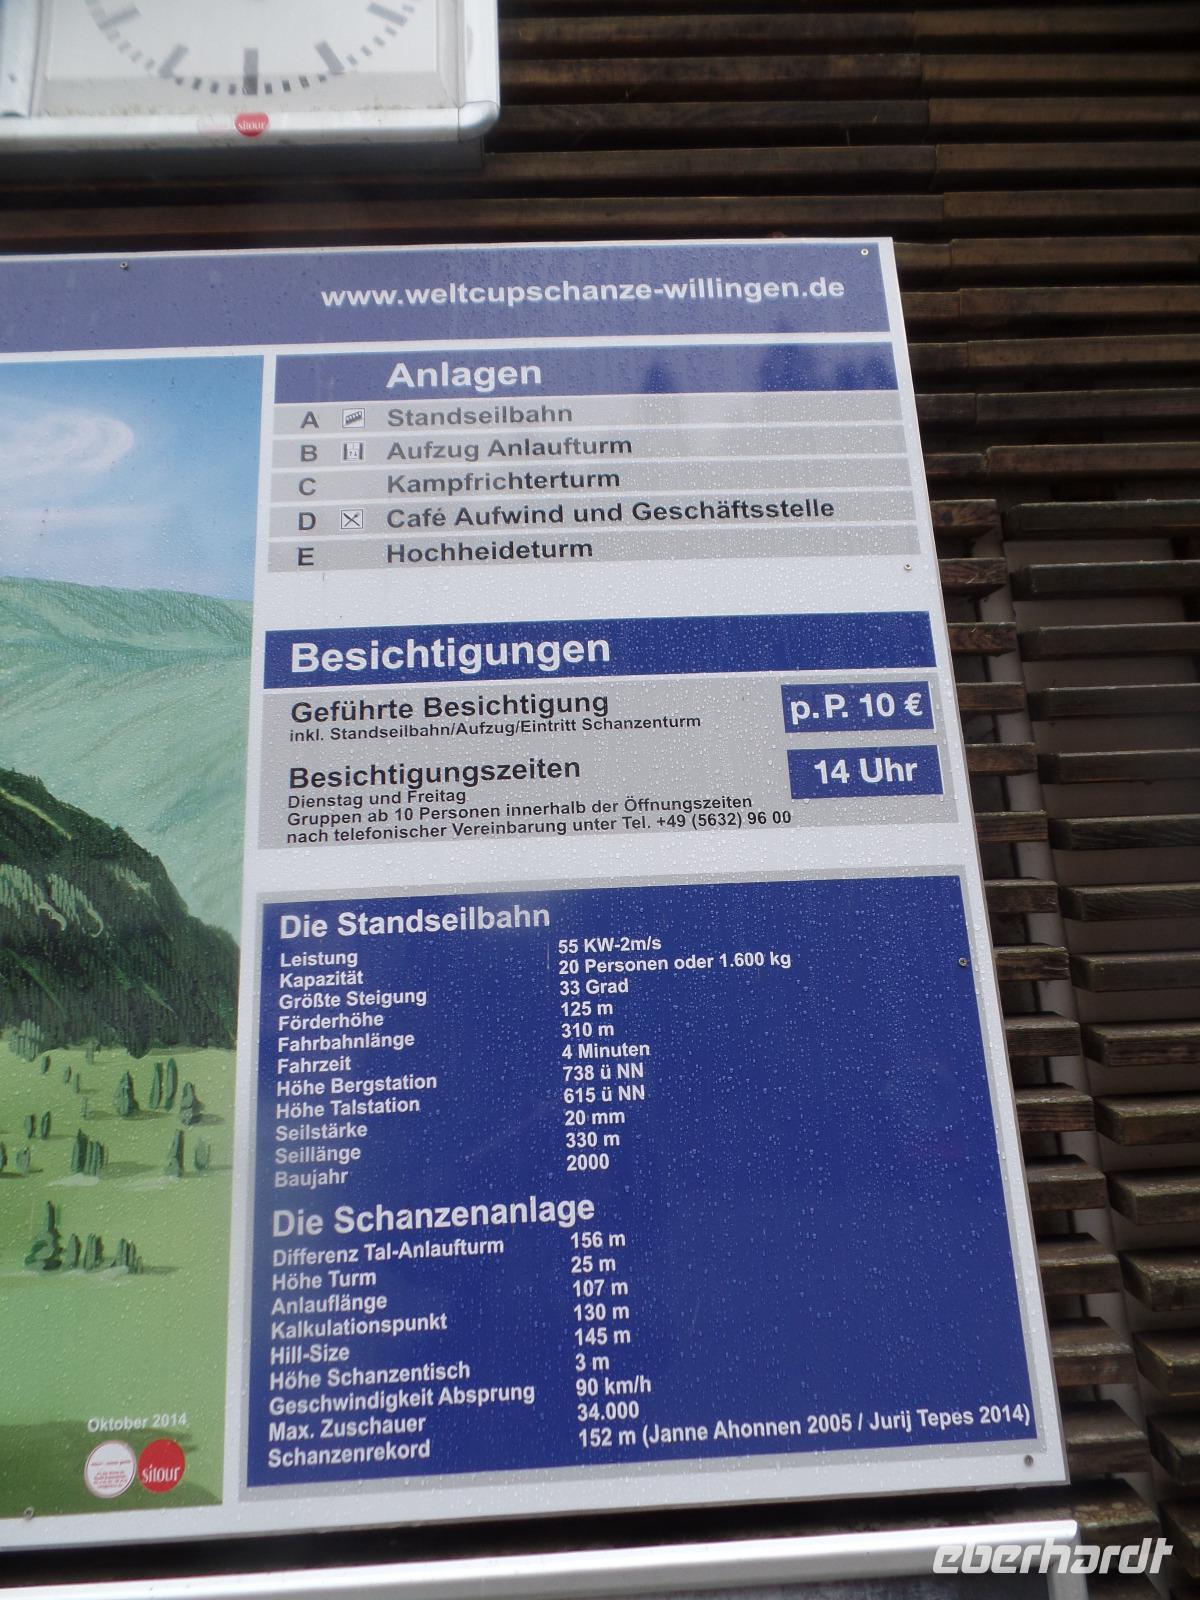 sitour
www.weltcupschanze-willingen.de
Anlagen
A Standseilbahn
B Aufzug Anlaufturm
C Kampfrichterturm
D Café Aufwind und Geschäftsstelle
E Hochheideturm
Besichtigungen
Geführte Besichtigung p.P. 10 €
inkl. Standseilbahn/Aufzug/Eintritt Schanzenturm
Besichtigungszeiten 14 Uhr
Dienstag und Freitag
Gruppen ab 10 Personen innerhalb der Öffnungszeiten
nach telefonischer Vereinbarung unter Tel. +49 (5632) 96 00
Die Standseilbahn
Leistung 55 KW-2m/s
Kapazität 20 Personen oder 1.600 kg
Größte Steigung 33 Grad
Förderhöhe 125 m
Fahrbahnlänge 310 m
Fahrzeit 4 Minuten
Höhe Bergstation 738 ü NN
Höhe Talstation 615 ü NN
Seilstärke 20 mm
Seillänge 330 m
Baujahr 2000
Die Schanzenanlage
Differenz Tal-Anlaufturm 156 m
Höhe Turm 25 m
Anlauflänge 107 m
Kalkulationspunkt 130 m
Hill-Size 145 m
Höhe Schanzentisch 3 m
Geschwindigkeit Absprung 90 km/h
Max. Zuschauer 34.000
Schanzenrekord 152 m (Janne Ahonnen 2005 / Jurij Tepes 2014)
Oktober 2014
sitour
eberhardt